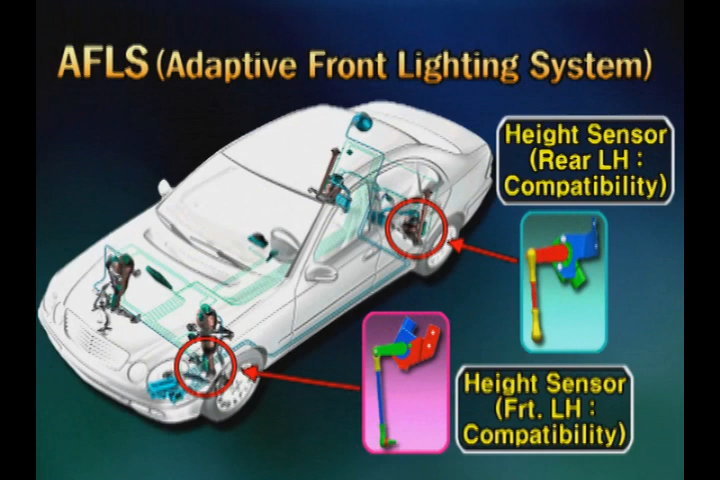 AFLS (Adaptive Front Lighting System)
Height Sensor
(Rear LH :
Compatibility)
Height Sensor
(Frt. LH :
Compatibility)